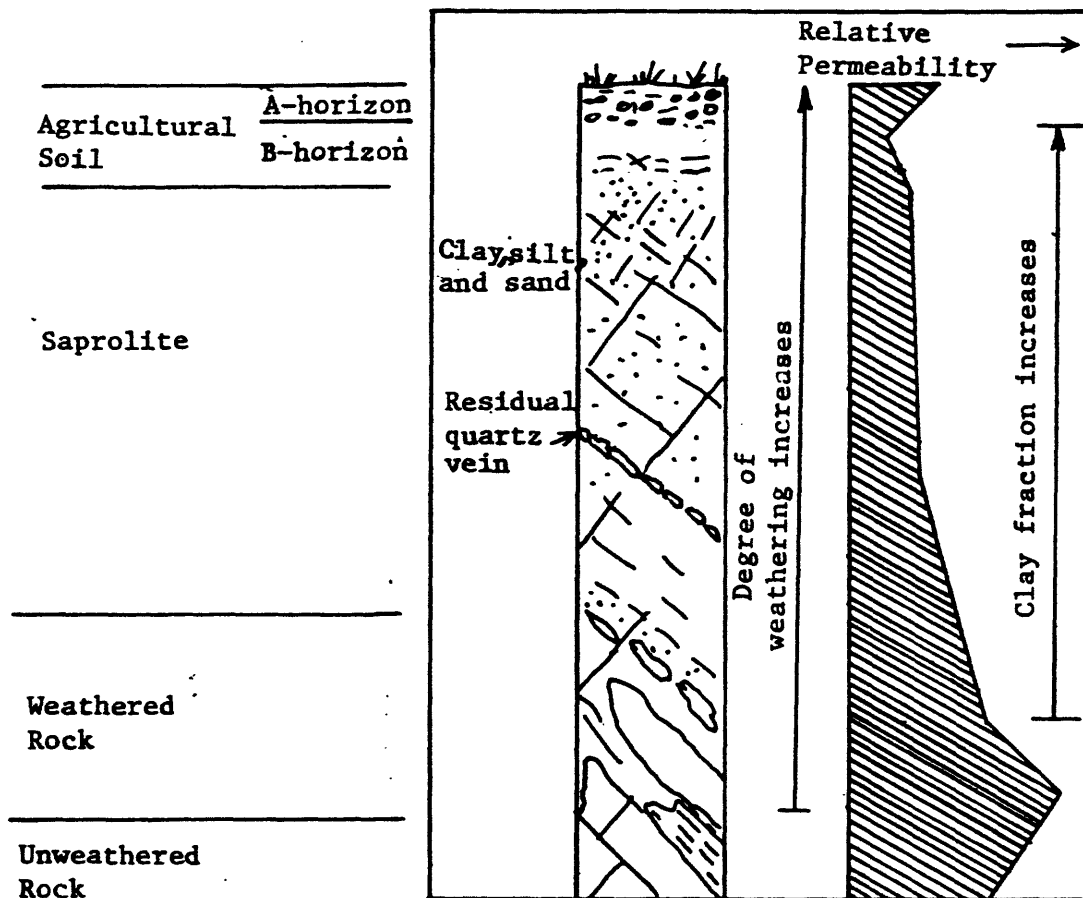 Relative
Permeability
Agricultural
Soil
A-horizon
B-horizon
Clay, silt
and sand
Saprolite
Residual
quartz
vein
Degree of
weathering increases
Clay fraction increases
Weathered
Rock
Unweathered
Rock